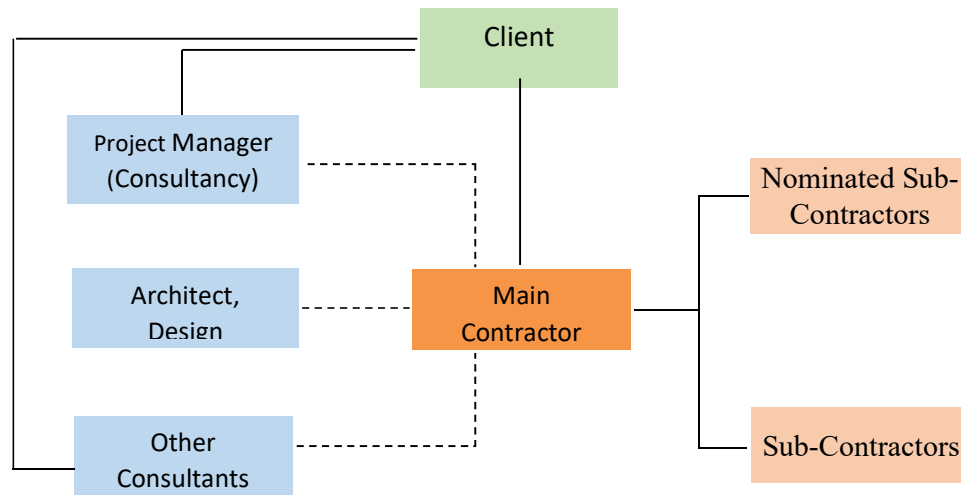 Client
Project Manager
(Consultancy)
Nominated Sub-
Contractors
Architect,
Design
Main
Contractor
Other
Consultants
Sub-Contractors